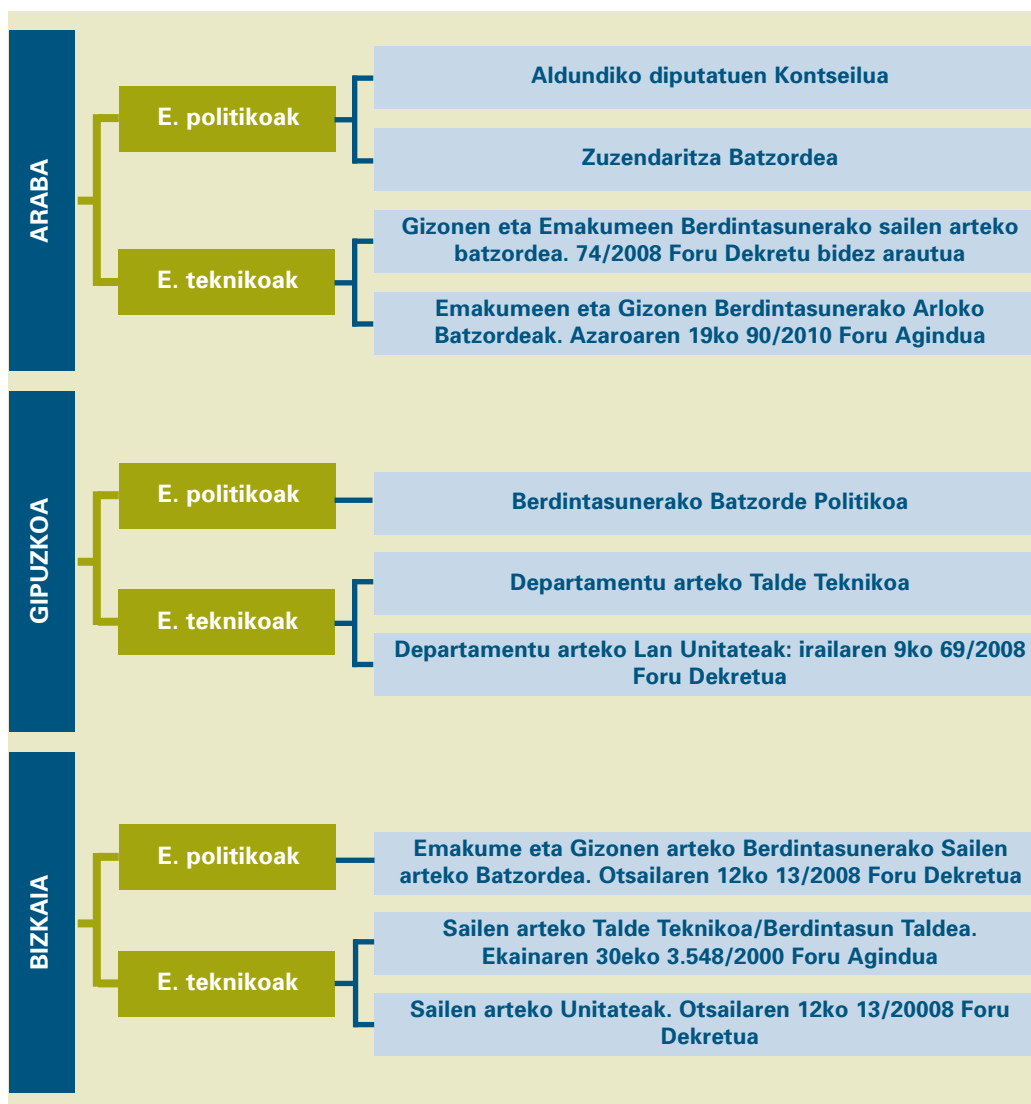 ARABA
E. politikoak
Aldundiko diputatuen Kontseilua
Zuzendaritza Batzordea
E. teknikoak
Gizonen eta Emakumeen Berdintasunerako sailen arteko
batzordea. 74/2008 Foru Dekretu bidez arautua
Emakumeen eta Gizonen Berdintasunerako Arloko
Batzordeak. Azaroaren 19ko 90/2010 Foru Agindua
GIPUZKOA
E. politikoak
Berdintasunerako Batzorde Politikoa
E. teknikoak
Departamentu arteko Talde Teknikoa
Departamentu arteko Lan Unitateak: irailaren 9ko 69/2008
Foru Dekretua
BIZKAIA
E. politikoak
Emakume eta Gizonen arteko Berdintasunerako Sailen
arteko Batzordea. Otsailaren 12ko 13/2008 Foru Dekretua
E. teknikoak
Sailen arteko Talde Teknikoa/Berdintasun Taldea.
Ekainaren 30eko 3.548/2000 Foru Agindua
Sailen arteko Unitateak. Otsailaren 12ko 13/20008 Foru
Dekretua